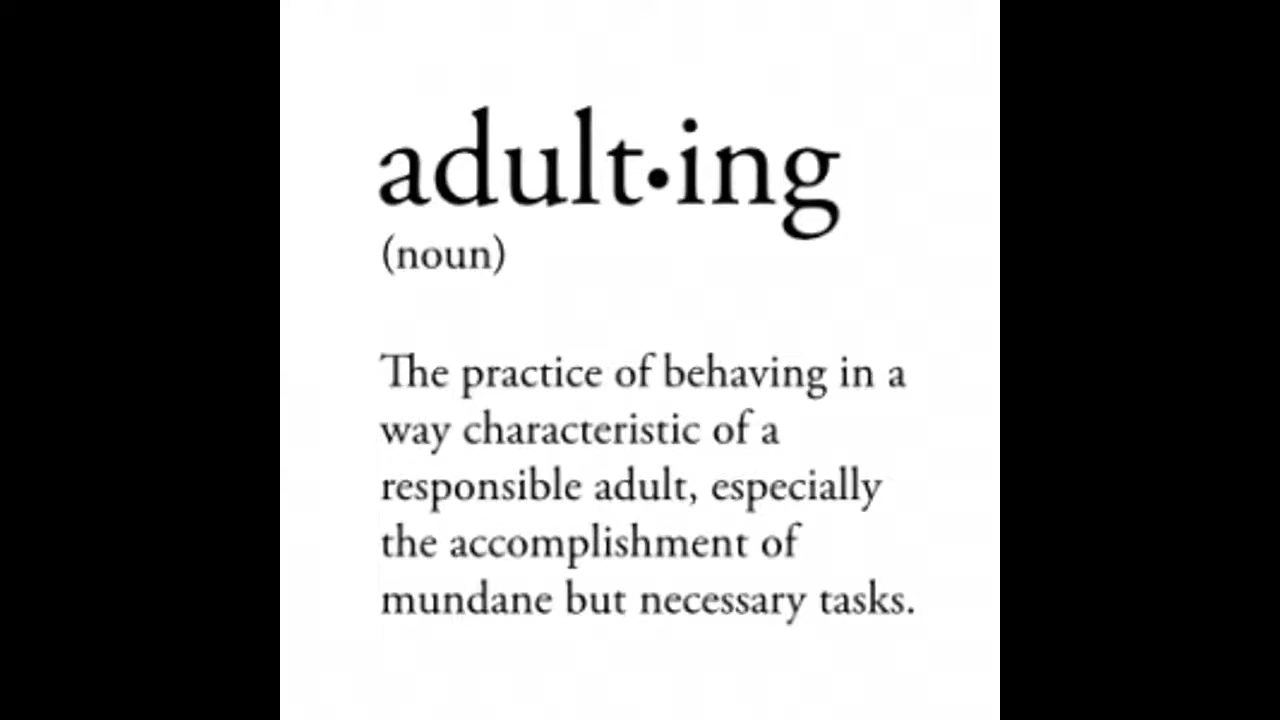 adult•ing
(noun)
The practice of behaving in a
way characteristic of a
responsible adult, especially
the accomplishment of
mundane but necessary tasks.